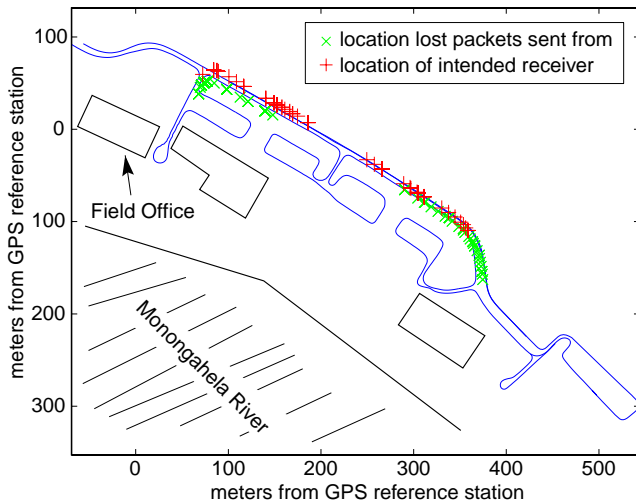 100
0
100
200
300
meters from GPS reference station
× location lost packets sent from
+ location of intended receiver
Field Office
Monongahela River
0 100 200 300 400 500
meters from GPS reference station